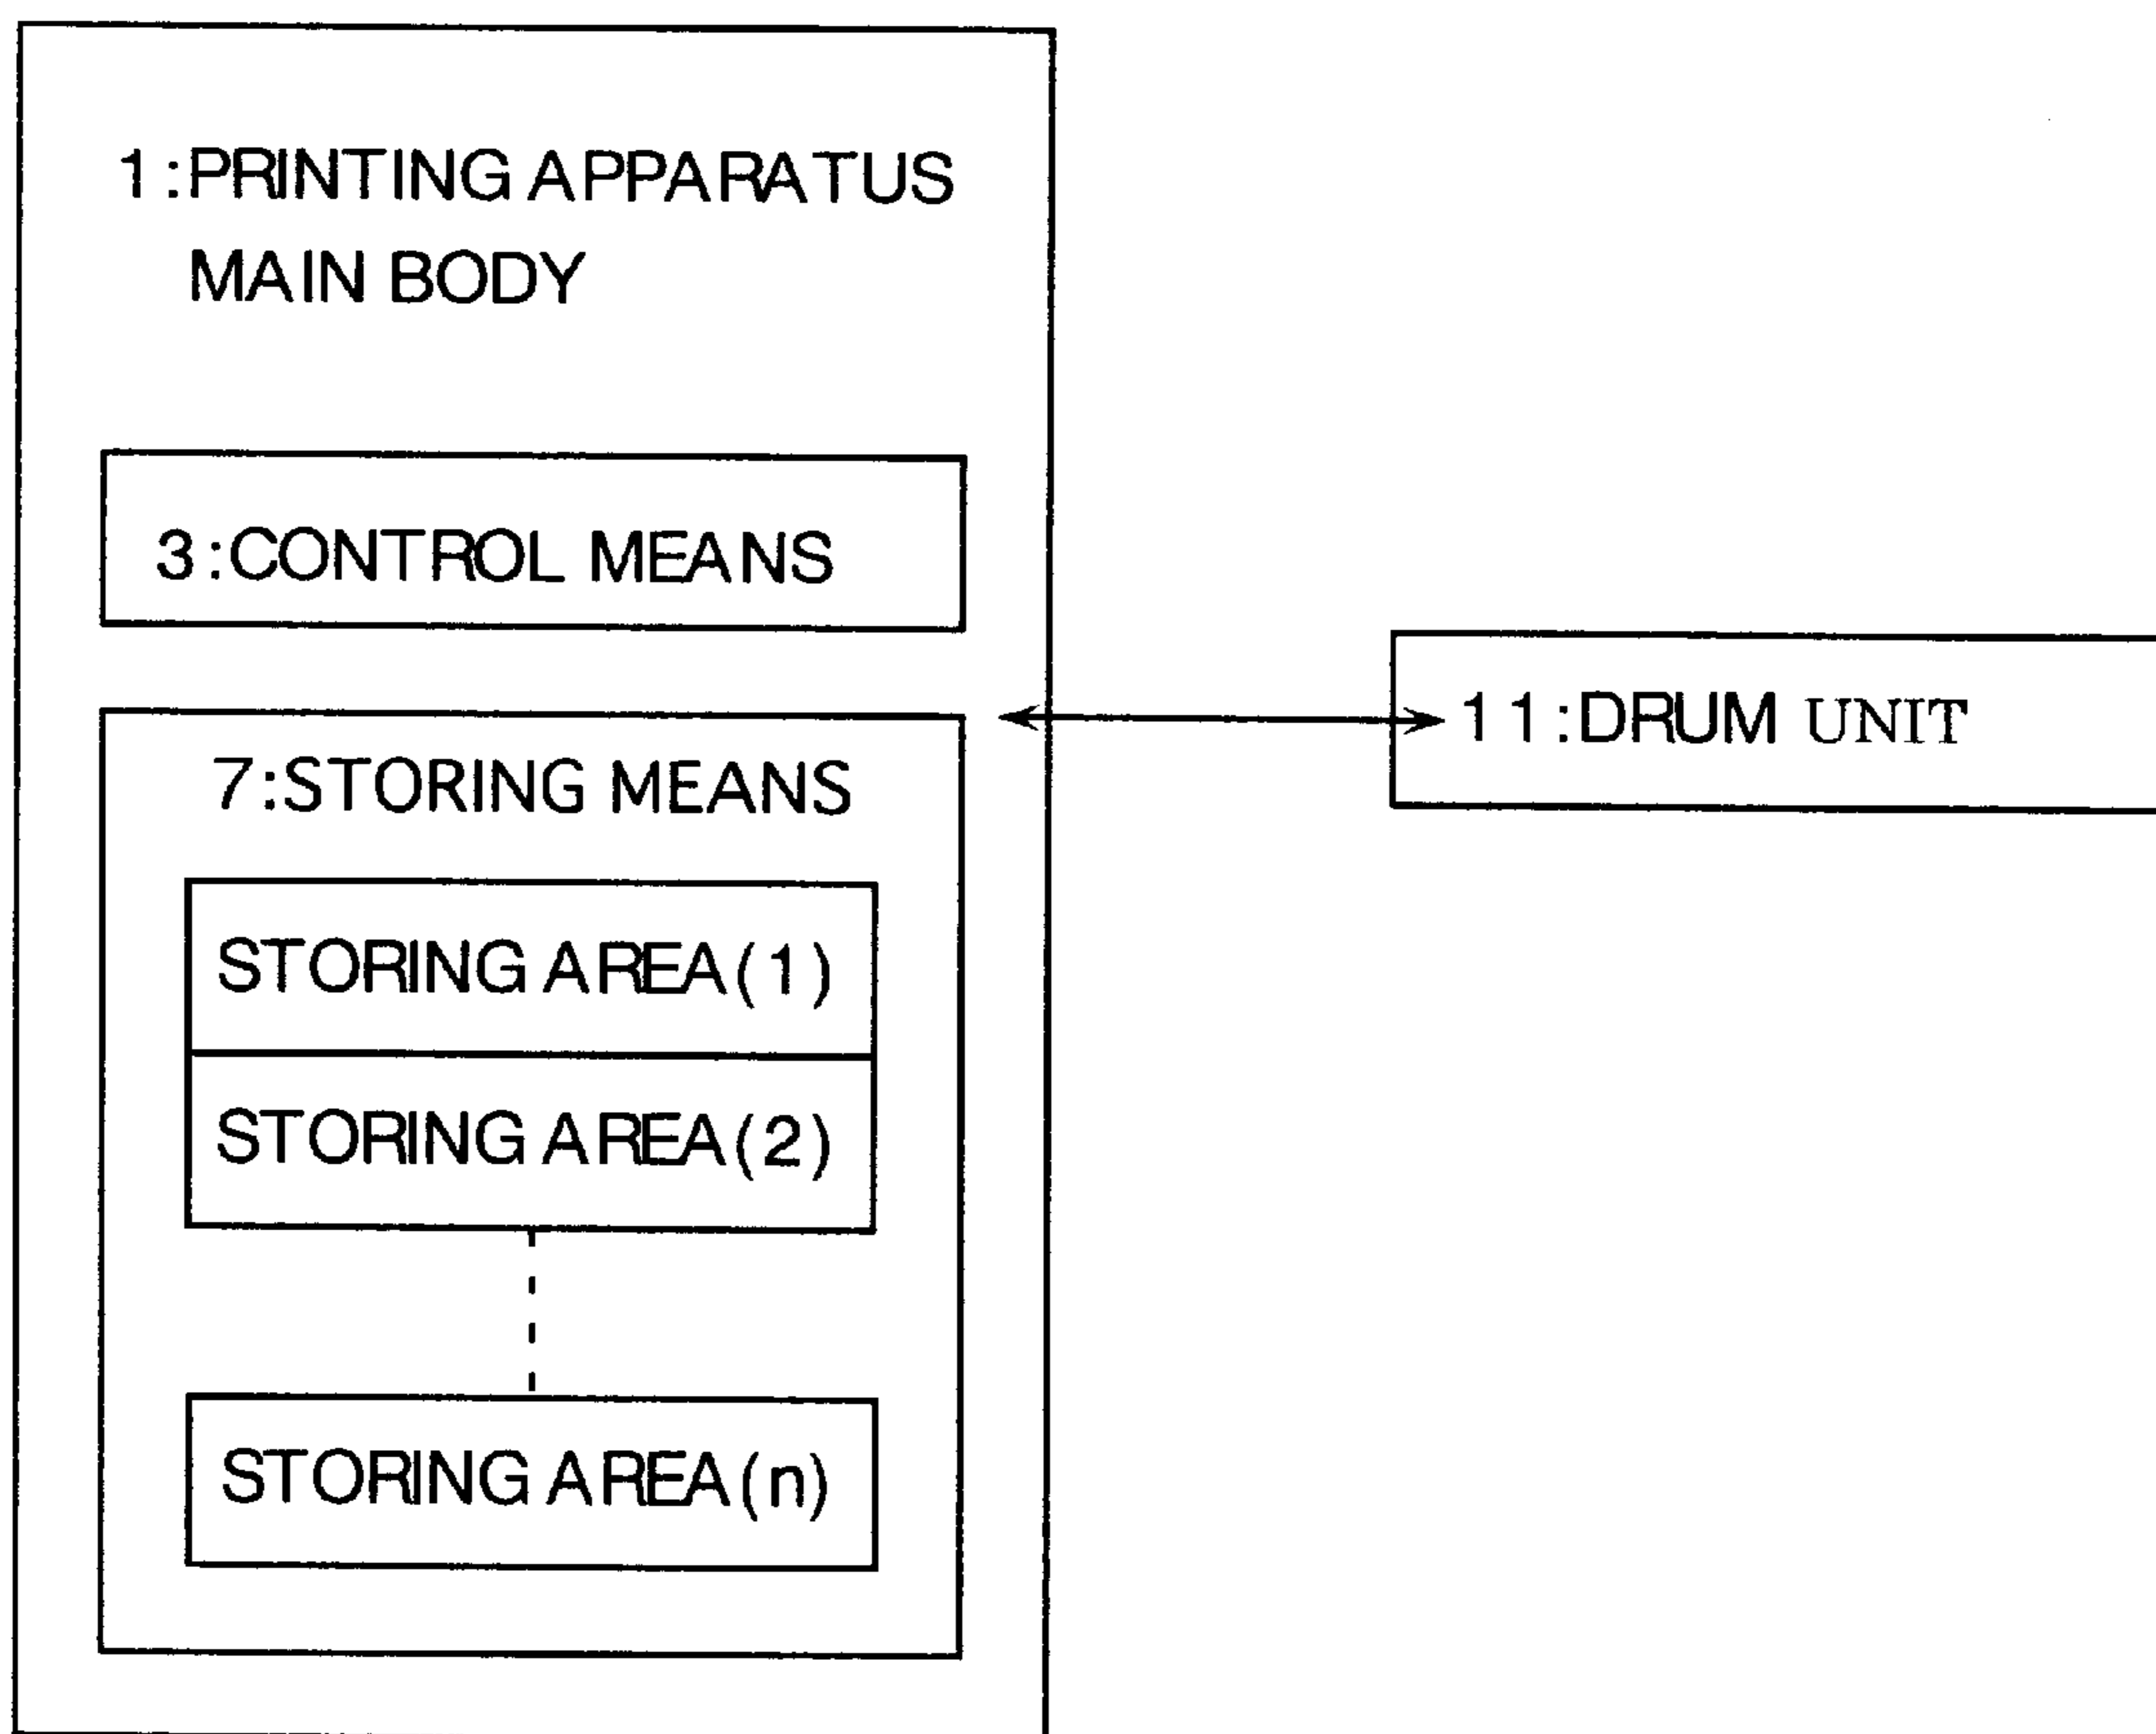 1:PRINTING APPARATUS
MAIN BODY
3:CONTROL MEANS
11:DRUM UNIT
7:STORING MEANS
STORING AREA(1)
STORING AREA(2)
STORING AREA(n)